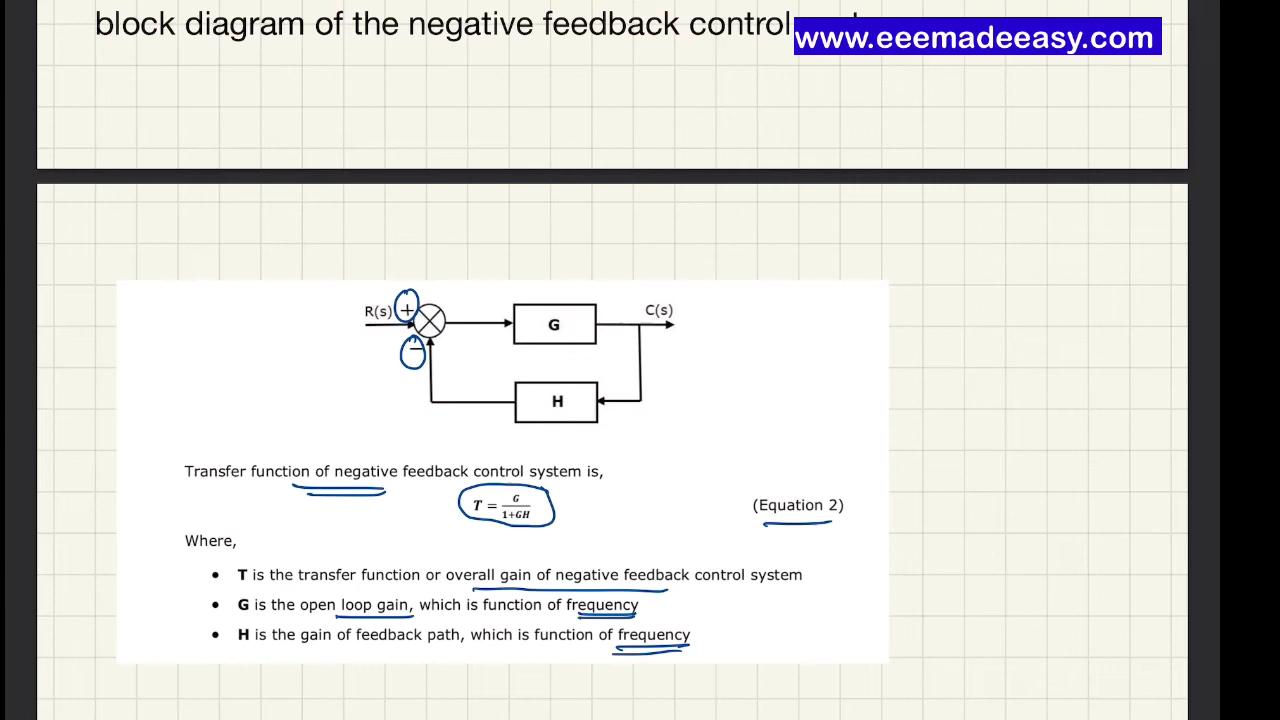 block diagram of the negative feedback control
www.eeemadeeasy.com
R(s) + C(s)
G
−
H
Transfer function of negative feedback control system is,
T = G / 1+GH (Equation 2)
Where,
• T is the transfer function or overall gain of negative feedback control system
• G is the open loop gain, which is function of frequency
• H is the gain of feedback path, which is function of frequency